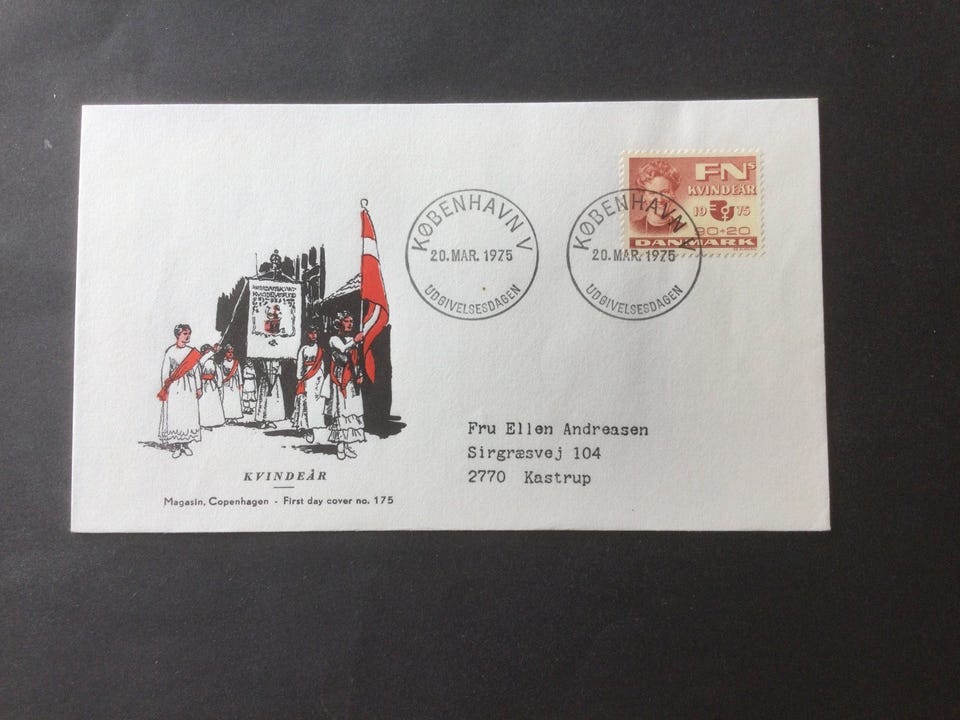 FNs
KVINDEÅR
1975
90+20
DANMARK
KØBENHAVN V
20. MAR. 1975
UDGIVELSESDAGEN
KØBENHAVN V
20. MAR. 1975
UDGIVELSESDAGEN
Fru Ellen Andreasen
Sirgræsvej 104
2770 Kastrup
KVINDEÅR
Magasin, Copenhagen - First day cover no. 175